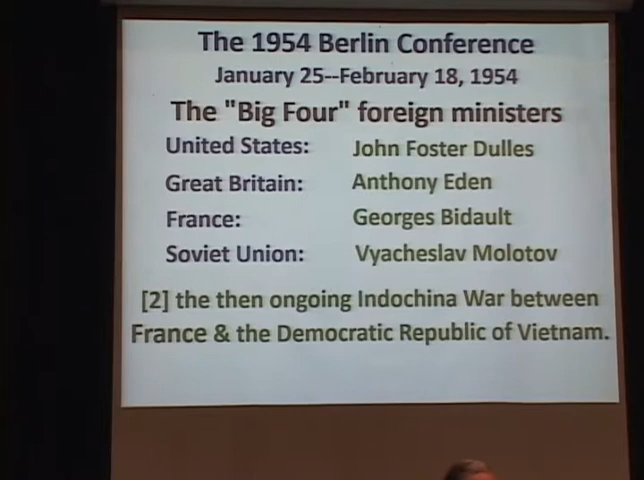 The 1954 Berlin Conference
January 25--February 18, 1954
The "Big Four" foreign ministers
United States: John Foster Dulles
Great Britain: Anthony Eden
France: Georges Bidault
Soviet Union: Vyacheslav Molotov
[2] the then ongoing Indochina War between
France & the Democratic Republic of Vietnam.